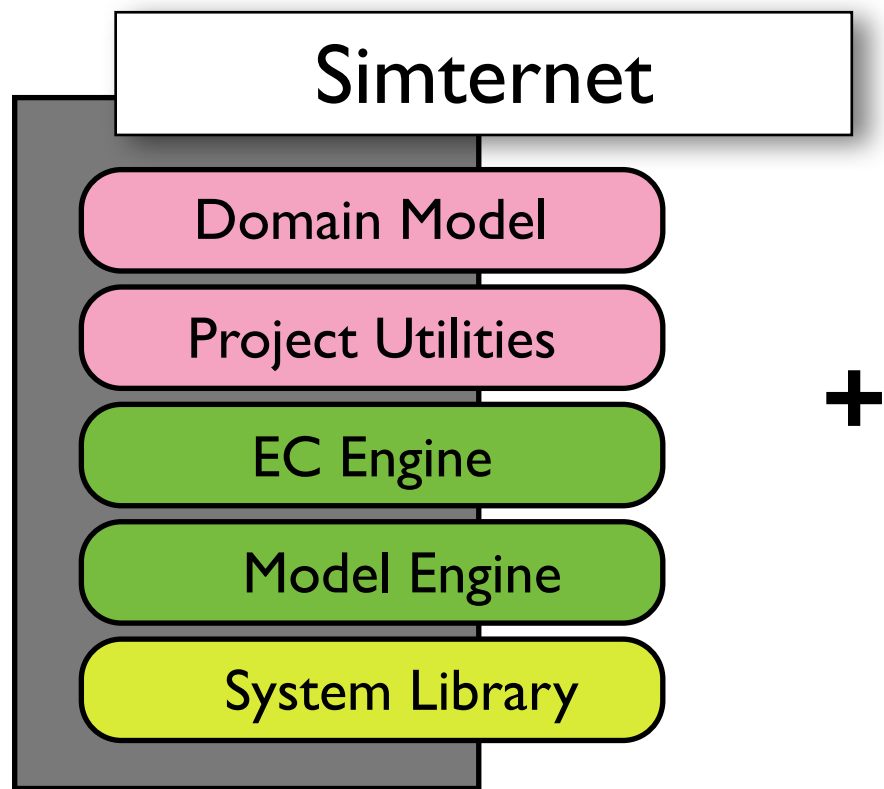 Simternet
Domain Model
Project Utilities
+
EC Engine
Model Engine
System Library